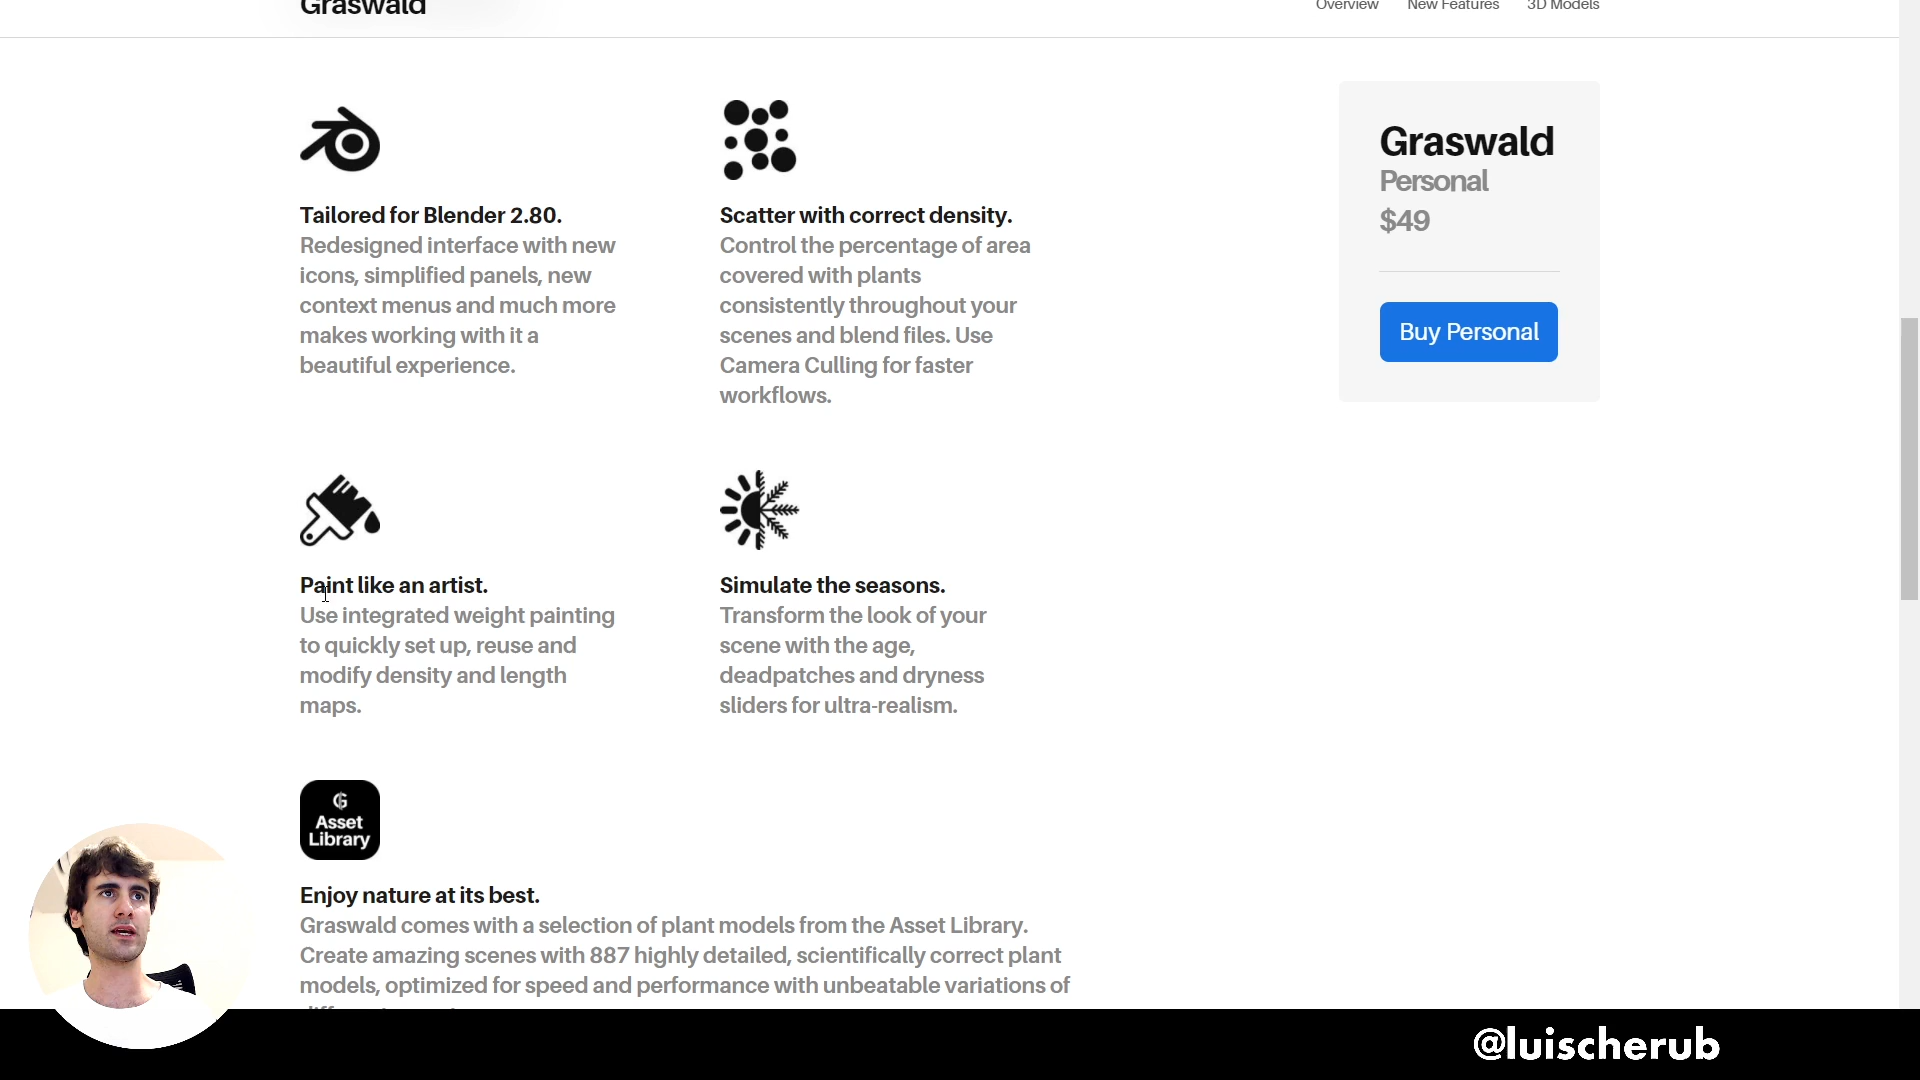 Graswald
Overview
New Features
3D Models
Tailored for Blender 2.80.
Redesigned interface with new
icons, simplified panels, new
context menus and much more
makes working with it a
beautiful experience.
Scatter with correct density.
Control the percentage of area
covered with plants
consistently throughout your
scenes and blend files. Use
Camera Culling for faster
workflows.
Graswald
Personal
$49
Buy Personal
Paint like an artist.
Use integrated weight painting
to quickly set up, reuse and
modify density and length
maps.
Simulate the seasons.
Transform the look of your
scene with the age,
deadpatches and dryness
sliders for ultra-realism.
Asset
Library
Enjoy nature at its best.
Graswald comes with a selection of plant models from the Asset Library.
Create amazing scenes with 887 highly detailed, scientifically correct plant
models, optimized for speed and performance with unbeatable variations of
@luischerub